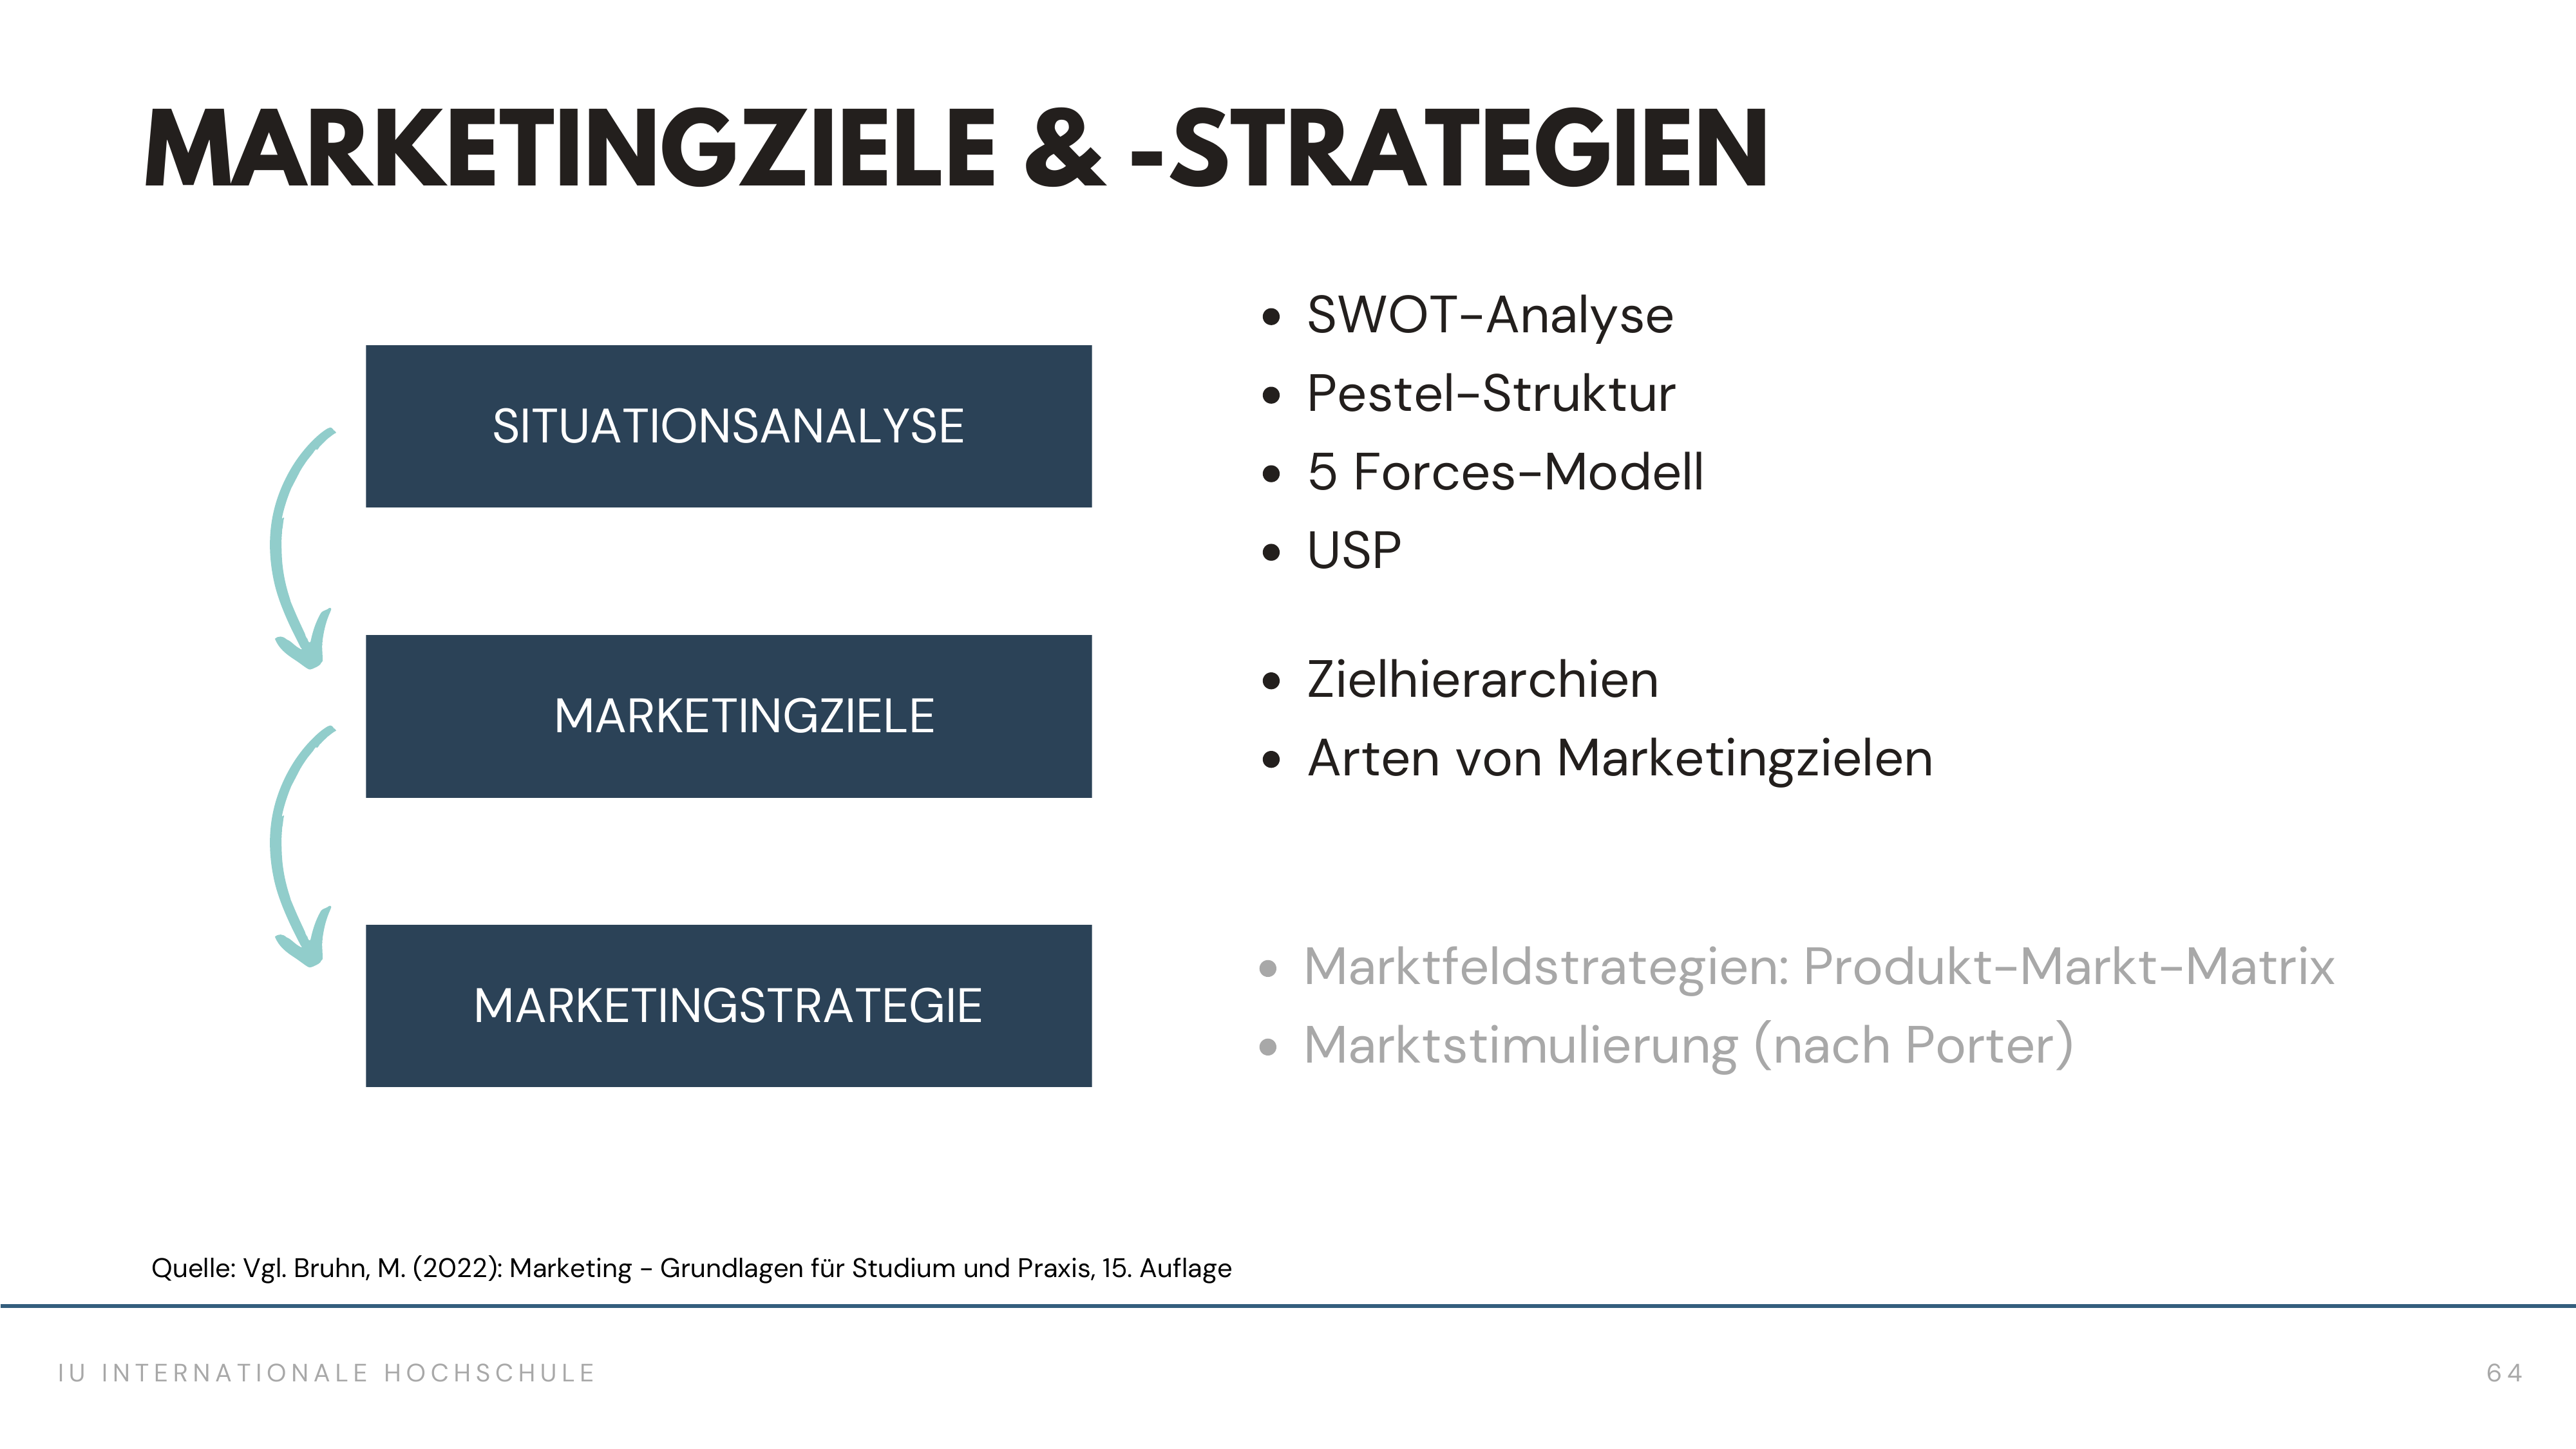 MARKETINGZIELE & -STRATEGIEN
SITUATIONSANALYSE
• SWOT-Analyse
• Pestel-Struktur
• 5 Forces-Modell
• USP
MARKETINGZIELE
• Zielhierarchien
• Arten von Marketingzielen
MARKETINGSTRATEGIE
• Marktfeldstrategien: Produkt-Markt-Matrix
• Marktstimulierung (nach Porter)
Quelle: Vgl. Bruhn, M. (2022): Marketing - Grundlagen für Studium und Praxis, 15. Auflage
IU INTERNATIONALE HOCHSCHULE
64